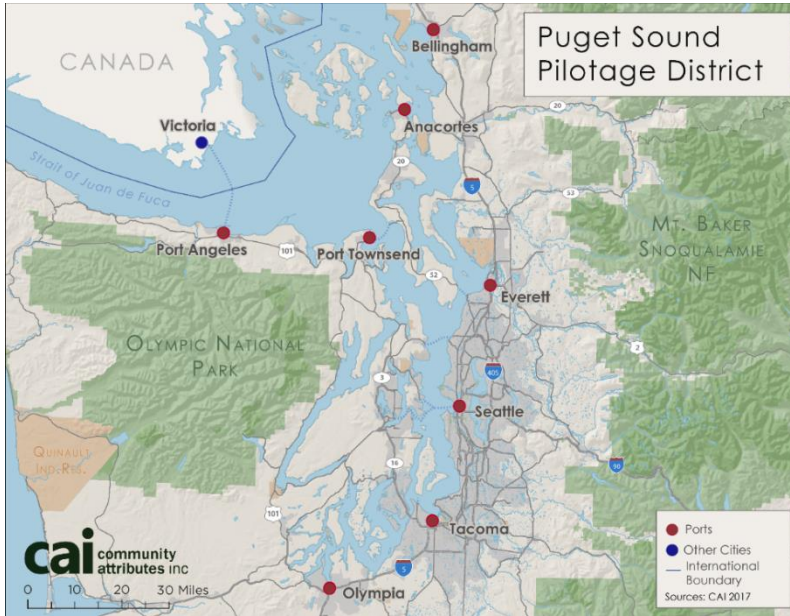 Puget Sound
Pilotage District
CANADA
Bellingham
Victoria
Anacortes
20
20
5
53
Strait of Juan de Fuca
Port Angeles
101
Port Townsend
MT. BAKER
SNOQUALAMIE
NF
52
Everett
OLYMPIC NATIONAL
PARK
2
3
405
Seattle
QUINAULT
IND. RES.
16
90
101
Tacoma
cai community
attributes INC
5
Olympia
0 5 10 20 30 Miles
Ports
Other Cities
International
Boundary
Sources: CAI 2017